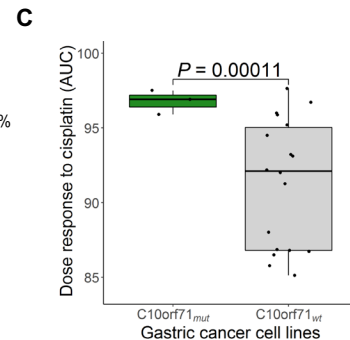 C
%
Dose response to cisplatin (AUC)
100
95
90
85
P = 0.00011
C10orf71mut
C10orf71wt
Gastric cancer cell lines